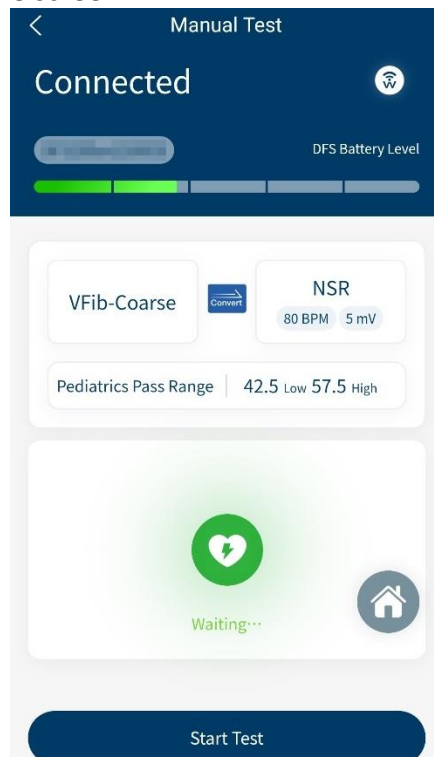 Manual Test
Connected
DFS Battery Level
VFib-Coarse
Convert
NSR
80 BPM 5 mV
Pediatrics Pass Range 42.5 Low 57.5 High
Waiting···
Start Test